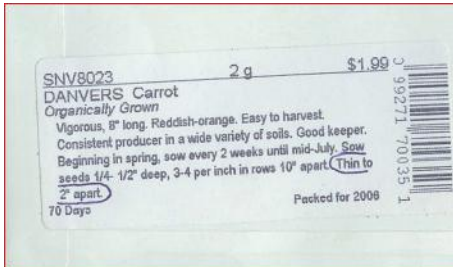 SNV8023 2 g $1.99
DANVERS Carrot
Organically Grown
Vigorous, 8" long. Reddish-orange. Easy to harvest.
Consistent producer in a wide variety of soils. Good keeper.
Beginning in spring, sow every 2 weeks until mid-July. Sow
seeds 1/4- 1/2" deep, 3-4 per inch in rows 10" apart. Thin to
2" apart.
70 Days Packed for 2006
0 99271 70035 1